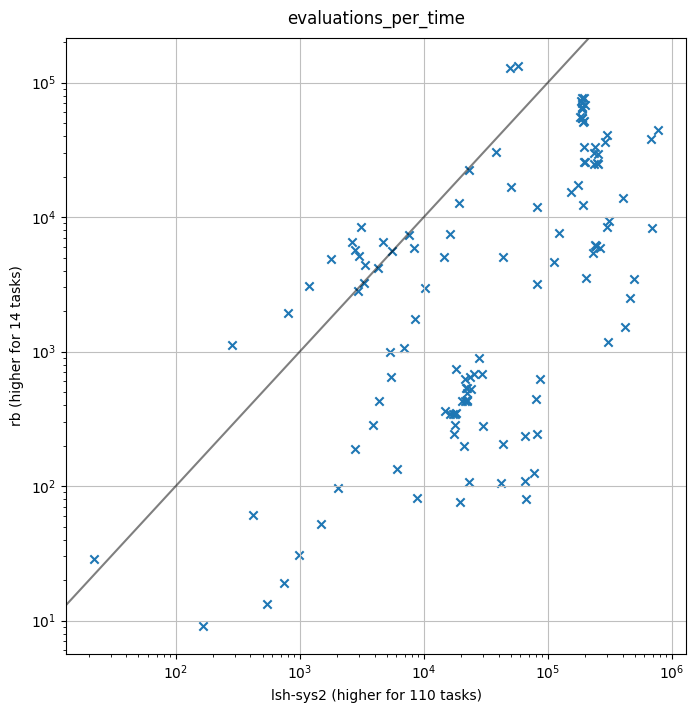 evaluations_per_time
rb (higher for 14 tasks)
10^5
10^4
10^3
10^2
10^1
10^2 10^3 10^4 10^5 10^6
lsh-sys2 (higher for 110 tasks)